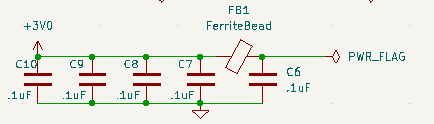 FB1
+3V0
FerriteBead
PWR_FLAG
C10 C9 C8 C7 C6
.1uF .1uF .1uF .1uF .1uF